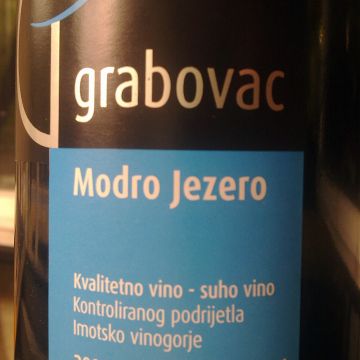 grabovac
Modro Jezero
Kvalitetno vino - suho vino
Kontroliranog podrijetla
Imotsko vinogorje